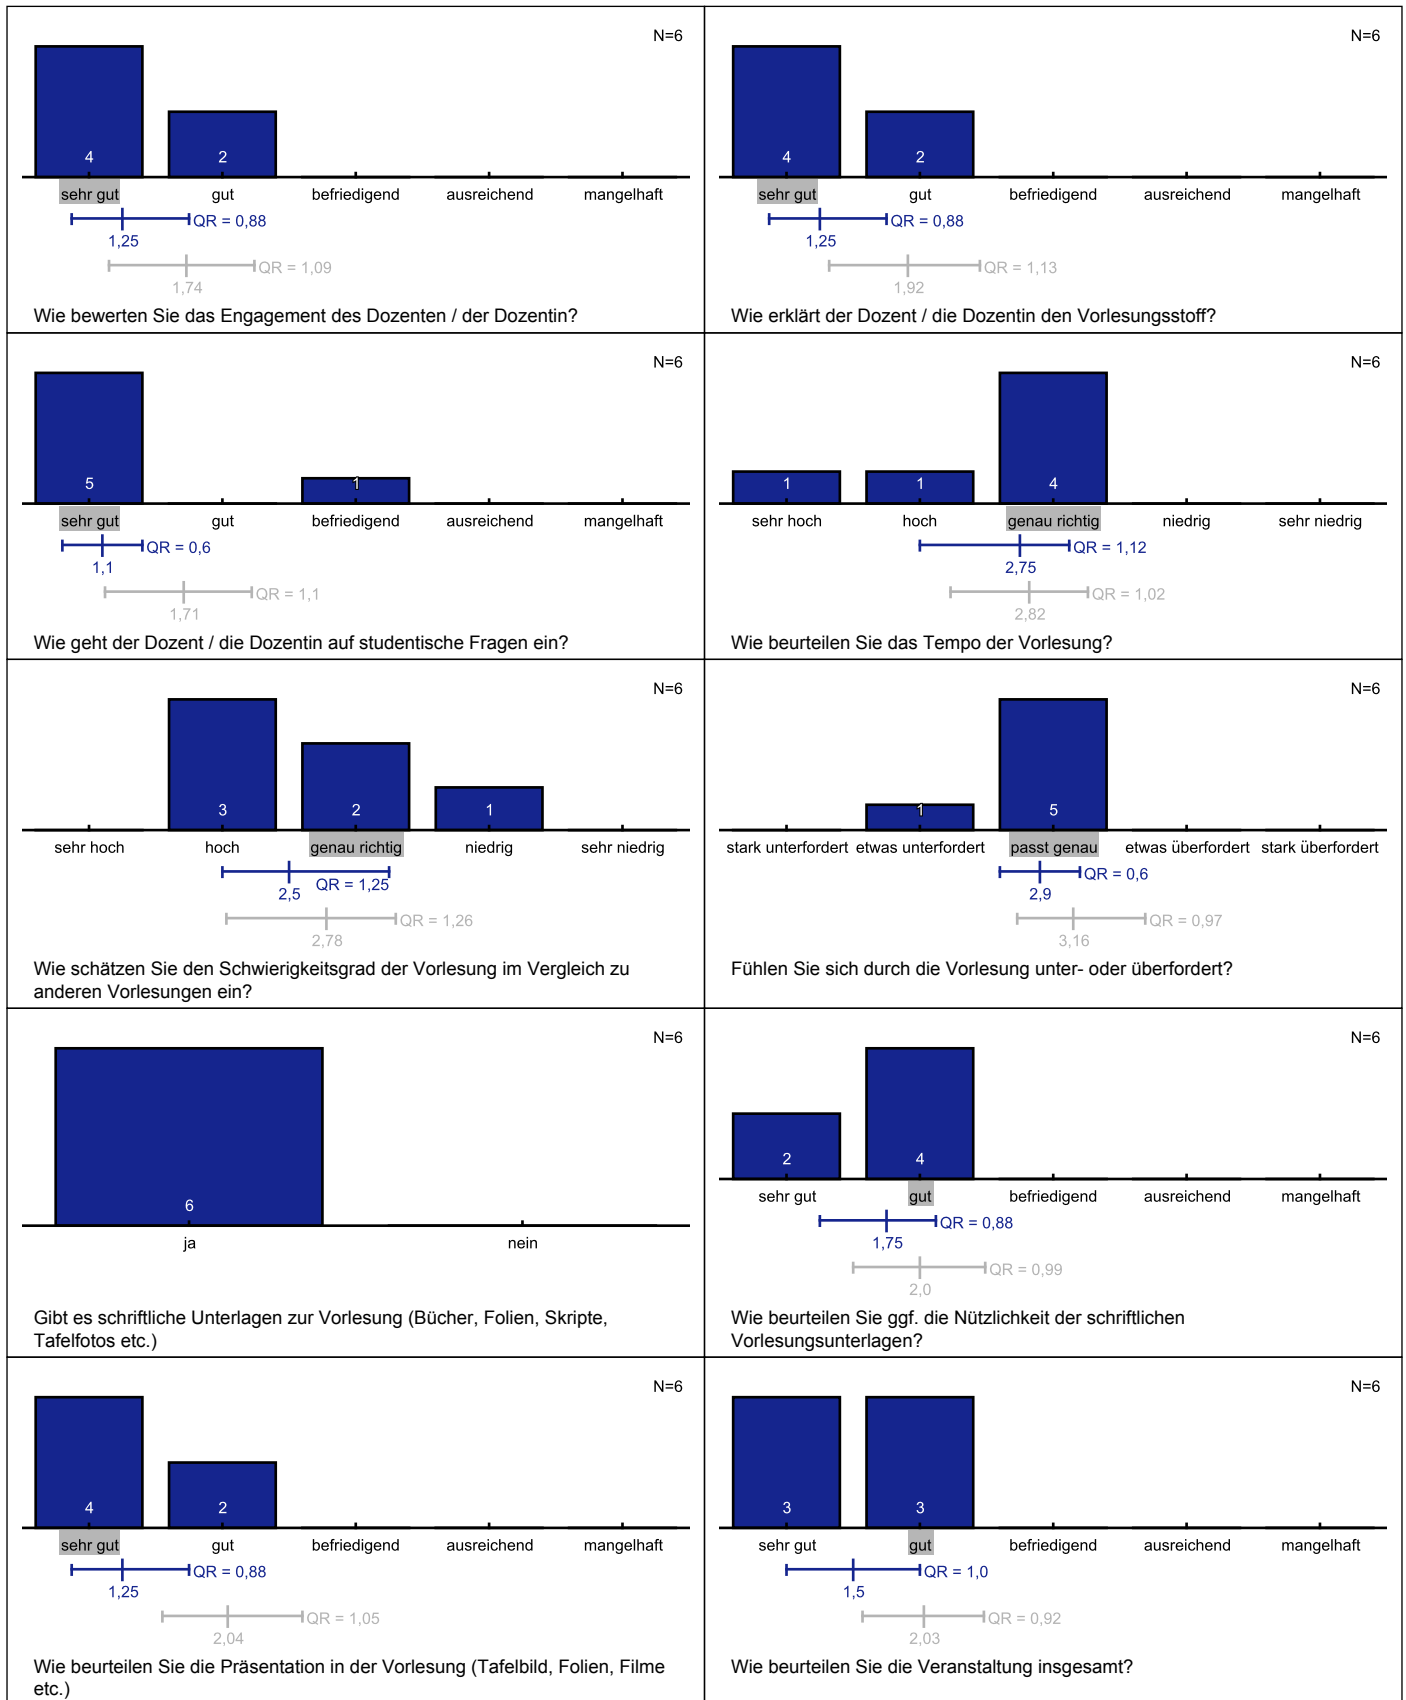 N=6
4
2
sehr gut
gut
befriedigend
ausreichend
mangelhaft
QR = 0,88
1,25
QR = 1,09
1,74
Wie bewerten Sie das Engagement des Dozenten / der Dozentin?
N=6
4
2
sehr gut
gut
befriedigend
ausreichend
mangelhaft
QR = 0,88
1,25
QR = 1,13
1,92
Wie erklärt der Dozent / die Dozentin den Vorlesungsstoff?
N=6
5
1
sehr gut
gut
befriedigend
ausreichend
mangelhaft
QR = 0,6
1,1
QR = 1,1
1,71
Wie geht der Dozent / die Dozentin auf studentische Fragen ein?
N=6
1
1
4
sehr hoch
hoch
genau richtig
niedrig
sehr niedrig
QR = 1,12
2,75
QR = 1,02
2,82
Wie beurteilen Sie das Tempo der Vorlesung?
N=6
3
2
1
sehr hoch
hoch
genau richtig
niedrig
sehr niedrig
QR = 1,25
2,5
QR = 1,26
2,78
Wie schätzen Sie den Schwierigkeitsgrad der Vorlesung im Vergleich zu
anderen Vorlesungen ein?
N=6
1
5
stark unterfordert
etwas unterfordert
passt genau
etwas überfordert
stark überfordert
QR = 0,6
2,9
QR = 0,97
3,16
Fühlen Sie sich durch die Vorlesung unter- oder überfordert?
N=6
6
ja
nein
Gibt es schriftliche Unterlagen zur Vorlesung (Bücher, Folien, Skripte,
Tafelfotos etc.)
N=6
2
4
sehr gut
gut
befriedigend
ausreichend
mangelhaft
QR = 0,88
1,75
QR = 0,99
2,0
Wie beurteilen Sie ggf. die Nützlichkeit der schriftlichen
Vorlesungsunterlagen?
N=6
4
2
sehr gut
gut
befriedigend
ausreichend
mangelhaft
QR = 0,88
1,25
QR = 1,05
2,04
Wie beurteilen Sie die Präsentation in der Vorlesung (Tafelbild, Folien, Filme
etc.)
N=6
3
3
sehr gut
gut
befriedigend
ausreichend
mangelhaft
QR = 1,0
1,5
QR = 0,92
2,03
Wie beurteilen Sie die Veranstaltung insgesamt?